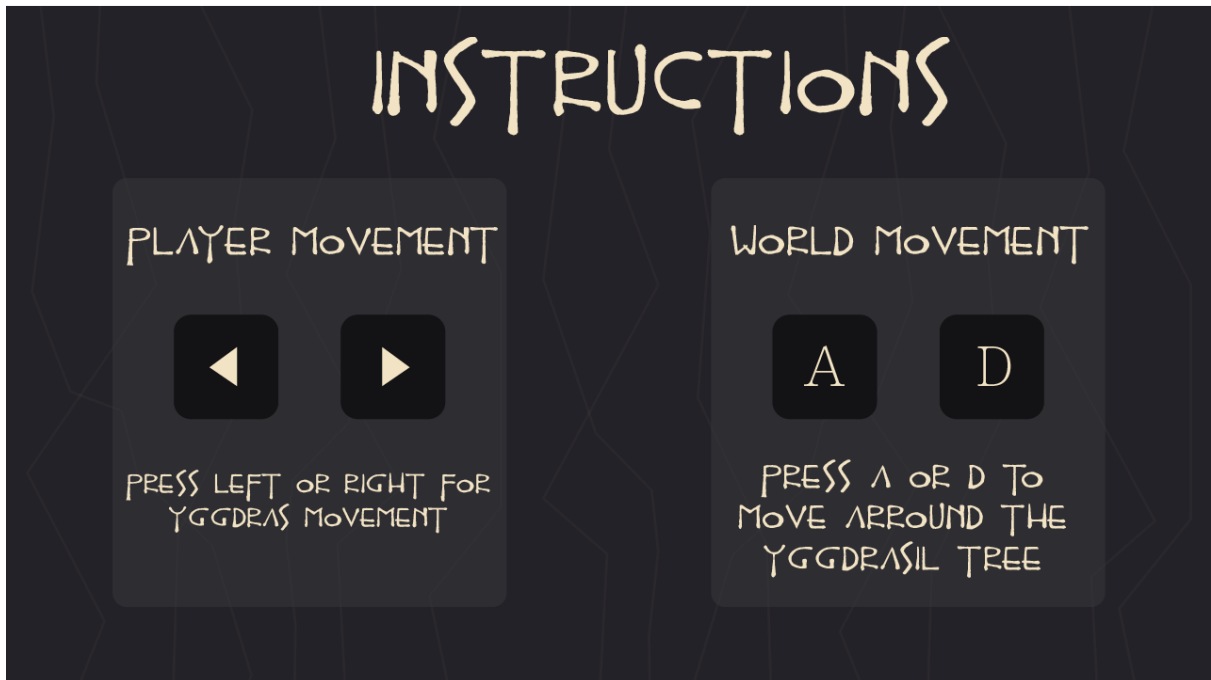 INSTRUCTIONS
PLAYER MOVEMENT
PRESS LEFT OR RIGHT FOR
YGGDRAS MOVEMENT
WORLD MOVEMENT
A D
PRESS A OR D TO
MOVE ARROUND THE
YGGDRASIL TREE